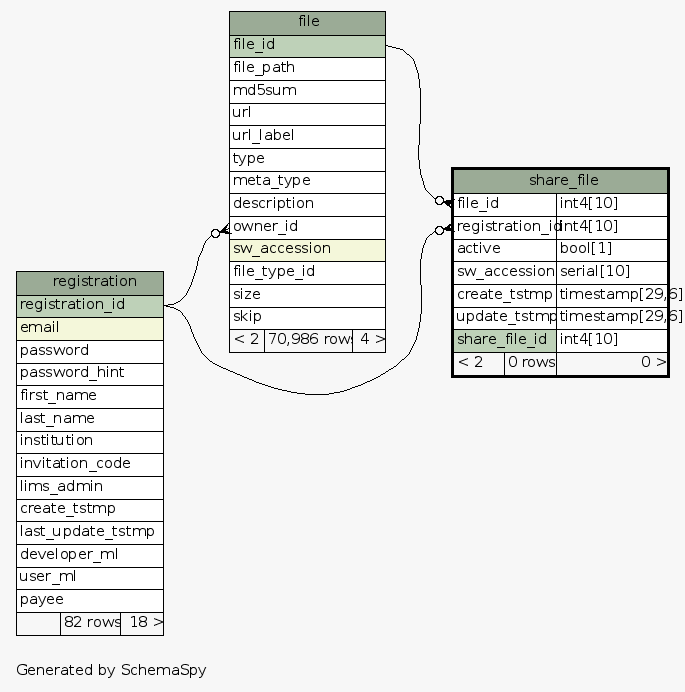 file
file_id
file_path
md5sum
url
url_label
type
meta_type
description
owner_id
sw_accession
file_type_id
size
skip
< 2 70,986 rows 4 >
share_file
file_id int4[10]
registration_id int4[10]
active bool[1]
sw_accession serial[10]
create_tstmp timestamp[29,6]
update_tstmp timestamp[29,6]
share_file_id int4[10]
< 2 0 rows 0 >
registration
registration_id
email
password
password_hint
first_name
last_name
institution
invitation_code
lims_admin
create_tstmp
last_update_tstmp
developer_ml
user_ml
payee
82 rows 18 >
Generated by SchemaSpy